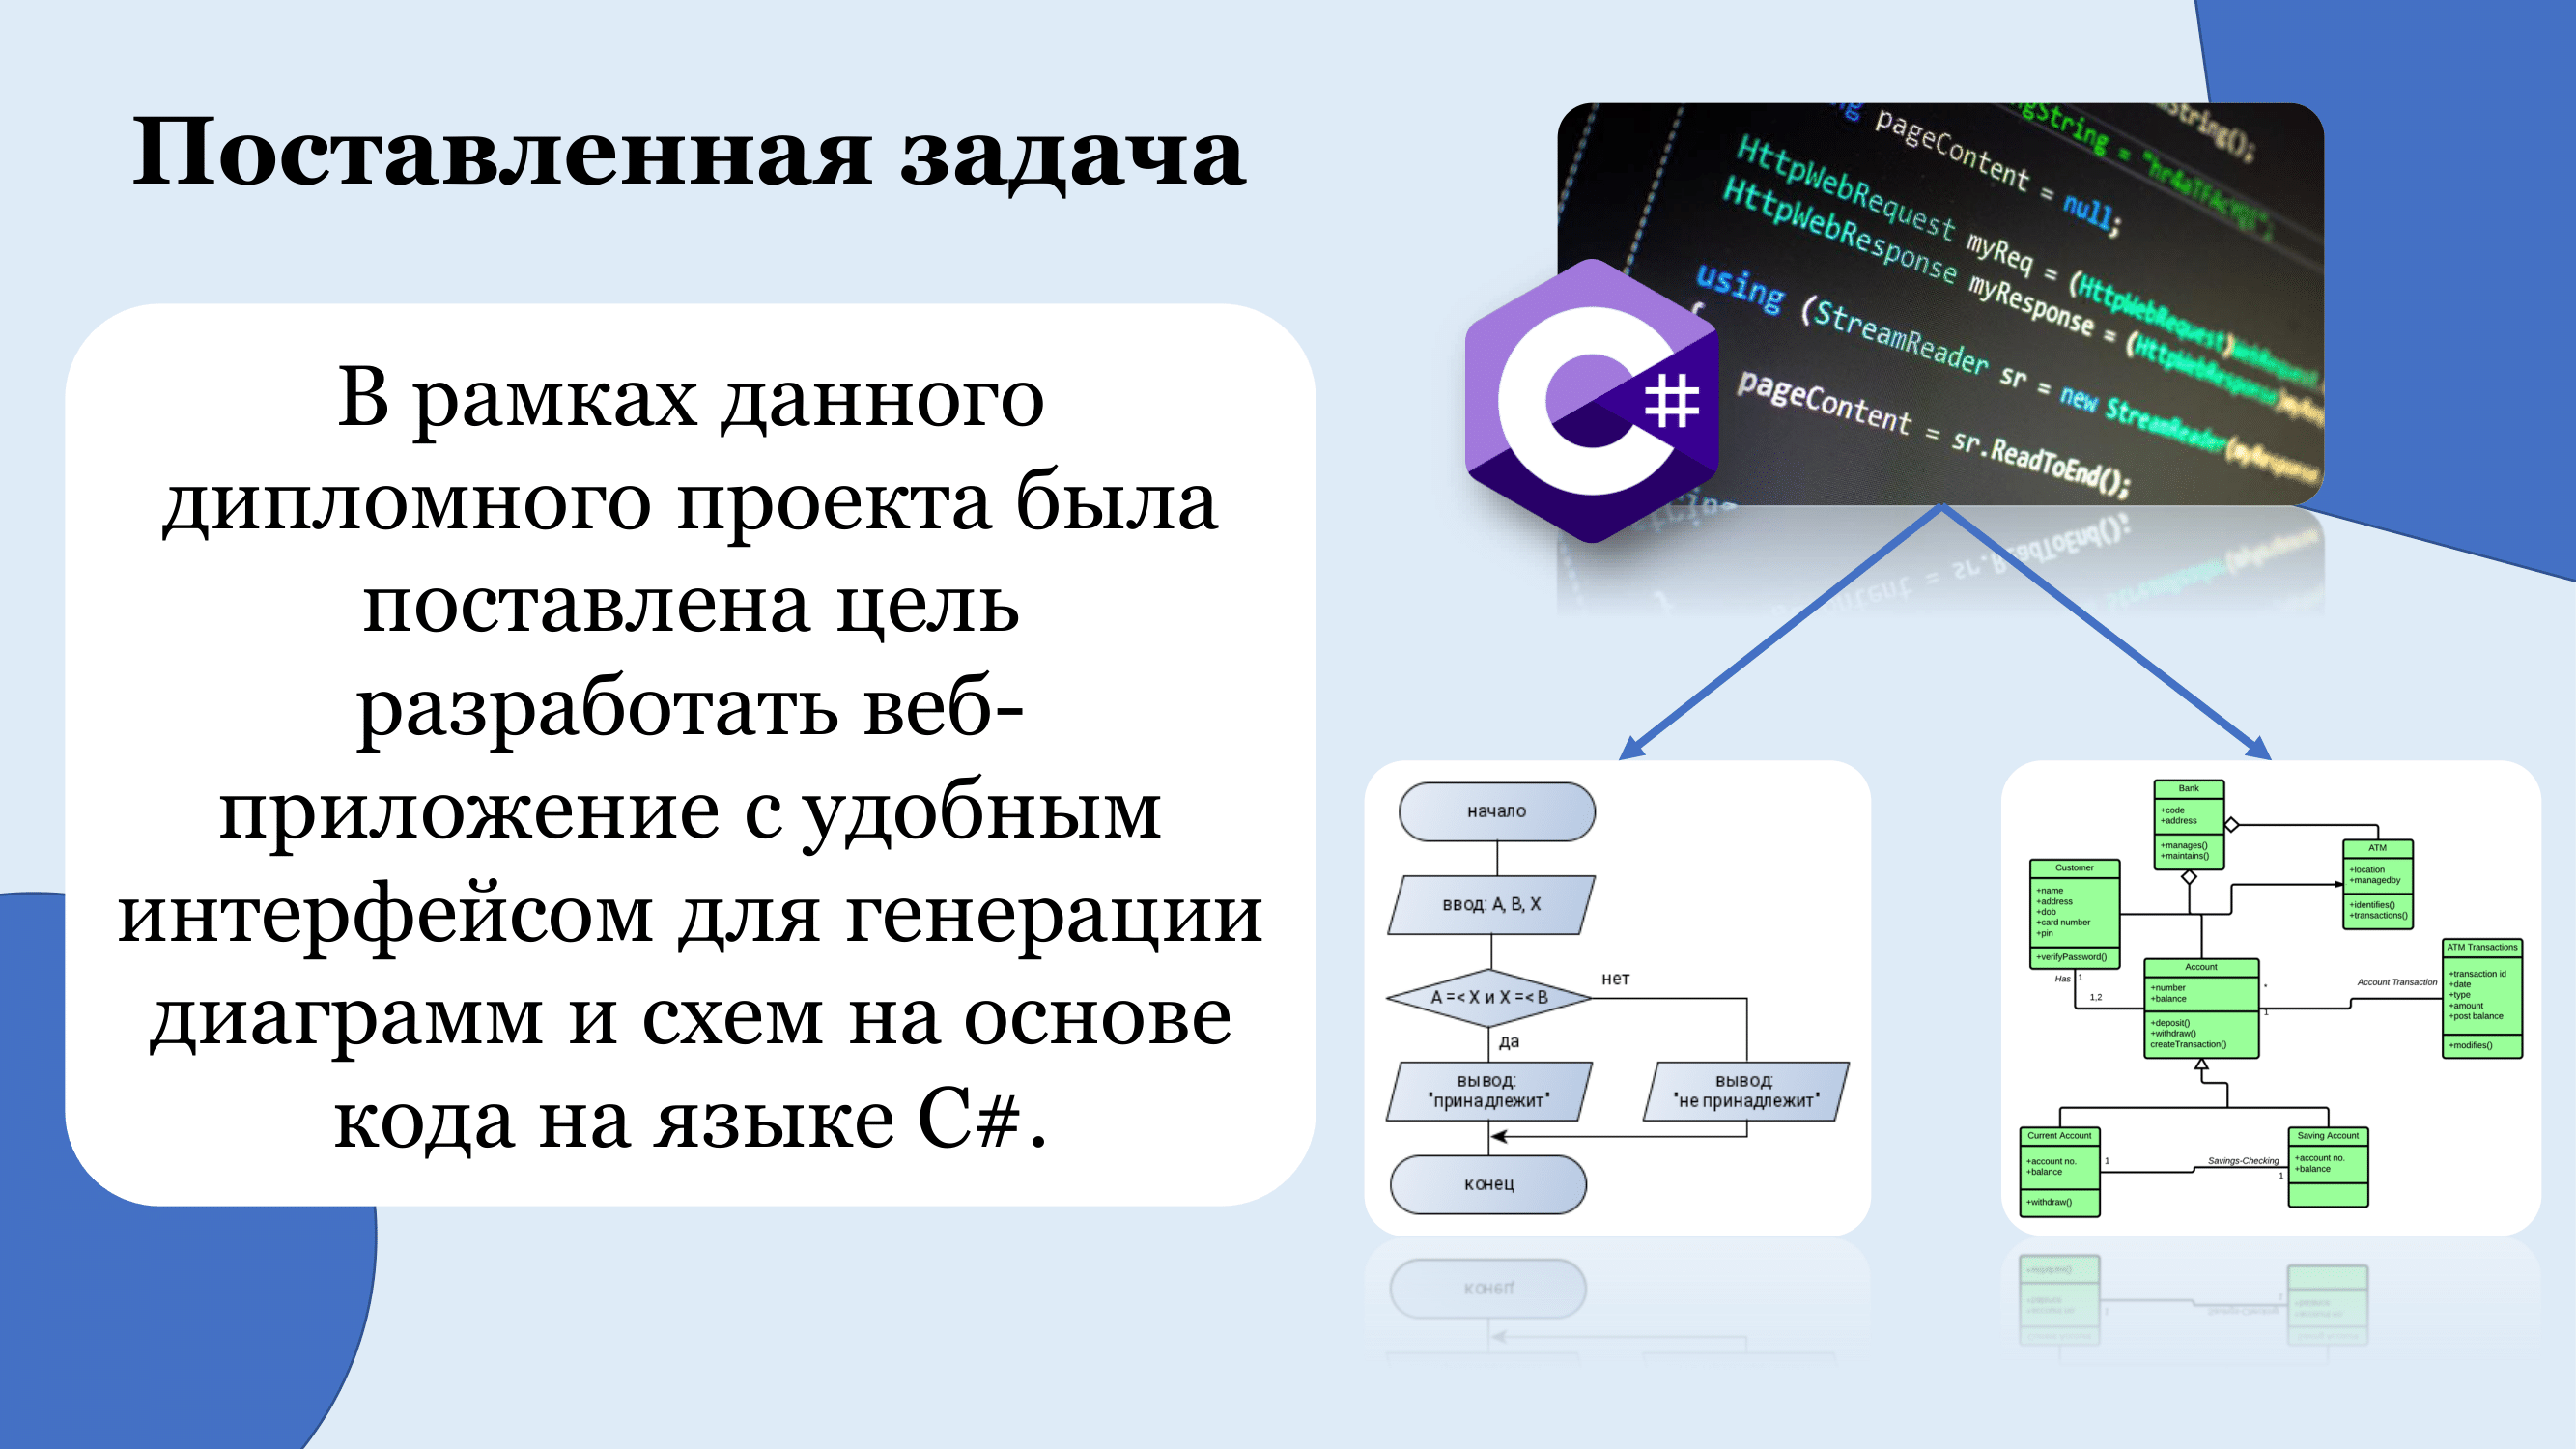 Поставленная задача
В рамках данного
дипломного проекта была
поставлена цель
разработать веб-
приложение с удобным
интерфейсом для генерации
диаграмм и схем на основе
кода на языке C#.
pageContent = null;
HttpWebRequest myReq = (HttpWebRequest)
HttpWebResponse myResponse = (HttpWebResponse)
using (StreamReader sr = new StreamReader(myResponse
{
pageContent = sr.ReadToEnd();
C#
начало
ввод: A, B, X
A =< X и X =< B
нет
да
вывод:
"принадлежит"
вывод:
"не принадлежит"
конец
Bank
+code
+address
+manages()
+maintains()
ATM
+location
+managedby
+identifies()
+transactions()
Customer
+name
+address
+dob
+card number
+pin
+verifyPassword()
Has
1
1,2
Account
+number
+balance
+deposit()
+withdraw()
createTransaction()
*
1
Account Transaction
ATM Transactions
+transaction id
+date
+type
+amount
+post balance
+modifies()
Current Account
+account no.
+balance
+withdraw()
1
Savings-Checking
1
Saving Account
+account no.
+balance